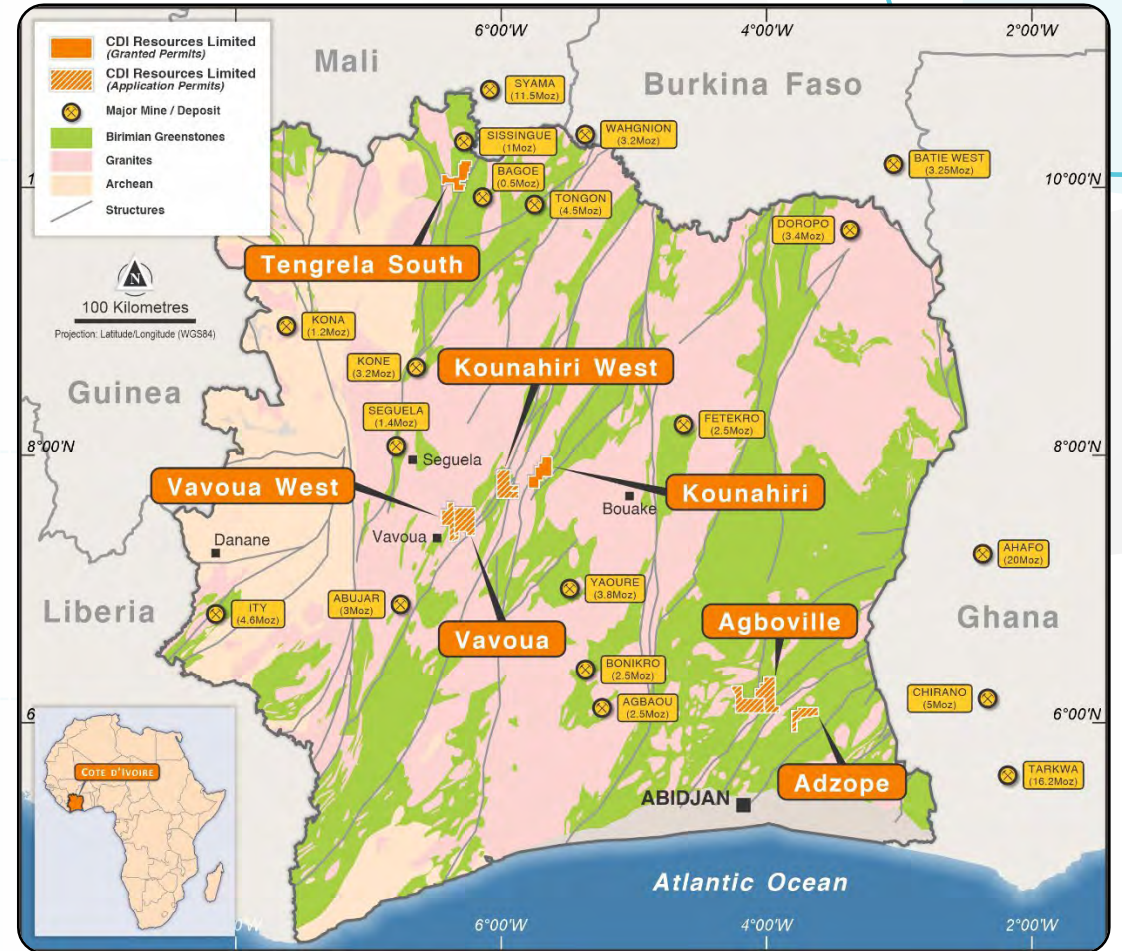 6°00'W
4°00'W
2°00'W
CDI Resources Limited
(Granted Permits)
CDI Resources Limited
(Application Permits)
Major Mine / Deposit
Birimian Greenstones
Granites
Archean
Structures
N
100 Kilometres
Projection: Latitude/Longitude (WGS84)
Mali
Burkina Faso
SYAMA
(11.5Moz)
SISSINGUE
(1Moz)
WAHGNION
(3.2Moz)
BATIE WEST
(3.25Moz)
BAGOE
(0.5Moz)
TONGON
(4.5Moz)
10°00'N
DOROPO
(3.4Moz)
Tengrela South
KONA
(1.2Moz)
KONE
(3.2Moz)
Kounahiri West
Guinea
SEGUELA
(1.4Moz)
FETEKRO
(2.5Moz)
8°00'N
8°00'N
Seguela
Vavoua West
Kounahiri
Bouake
Vavoua
Danane
AHAFO
(20Moz)
YAOURE
(3.8Moz)
ABUJAR
(3Moz)
ITY
(4.6Moz)
Liberia
Ghana
Agboville
Vavoua
BONIKRO
(2.5Moz)
AGBAOU
(2.5Moz)
CHIRANO
(5Moz)
6°00'N
TARKWA
(16.2Moz)
Adzope
COTE D'IVOIRE
ABIDJAN
Atlantic Ocean
6°00'W
4°00'W
2°00'W